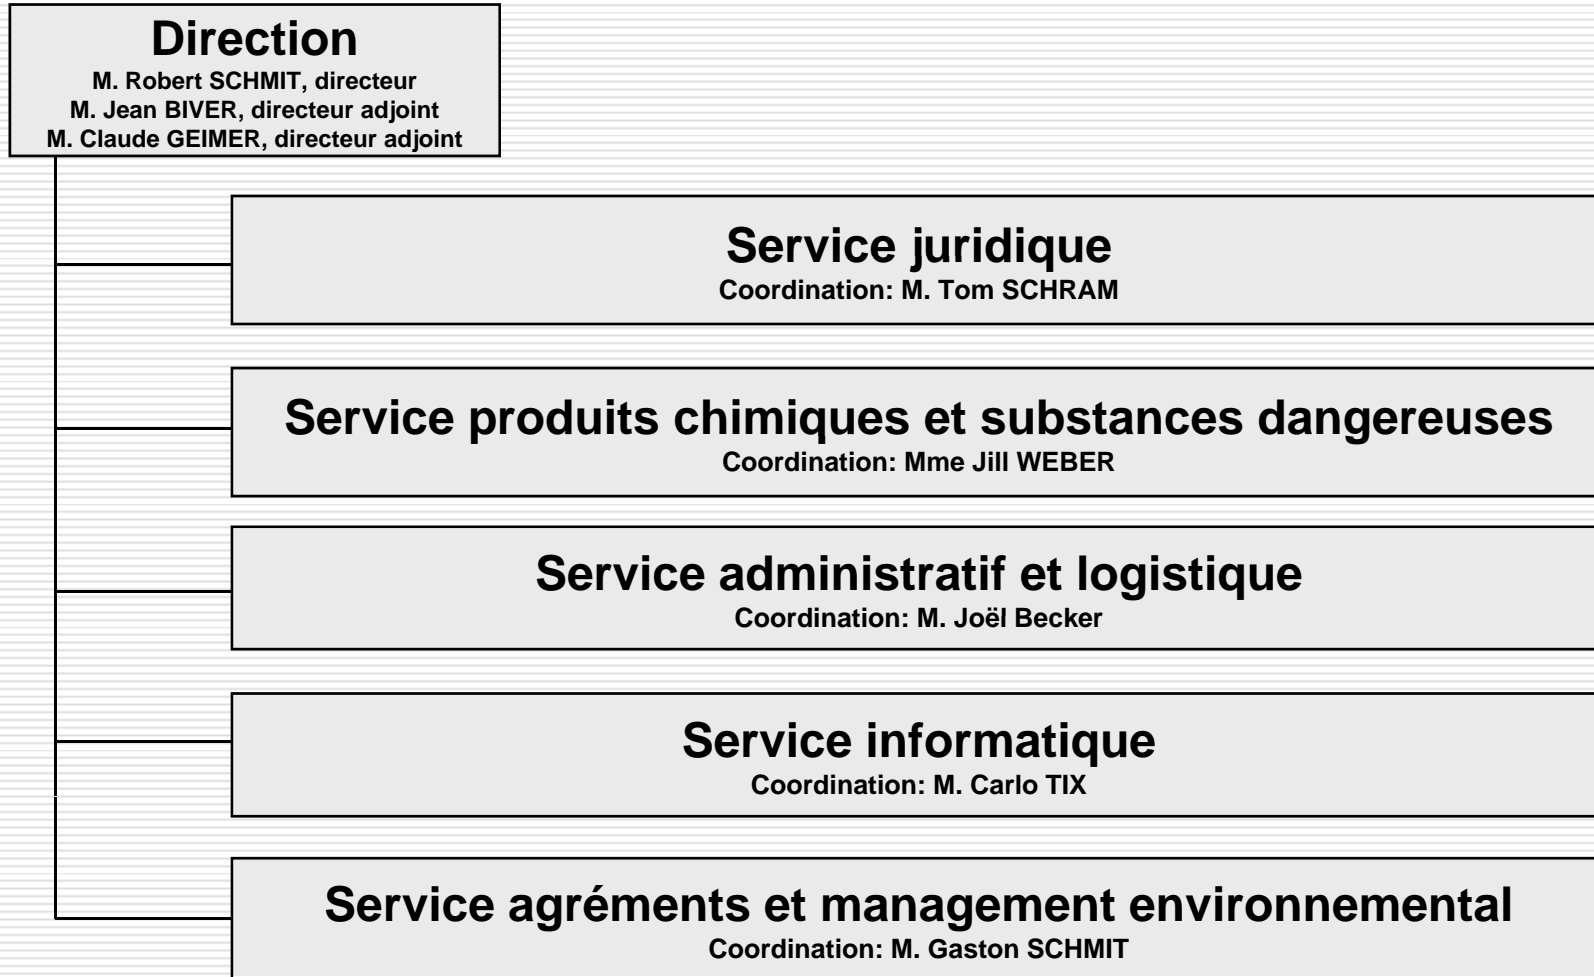 Direction
M. Robert SCHMIT, directeur
M. Jean BIVER, directeur adjoint
M. Claude GEIMER, directeur adjoint
Service juridique
Coordination: M. Tom SCHRAM
Service produits chimiques et substances dangereuses
Coordination: Mme Jill WEBER
Service administratif et logistique
Coordination: M. Joël Becker
Service informatique
Coordination: M. Carlo TIX
Service agréments et management environnemental
Coordination: M. Gaston SCHMIT